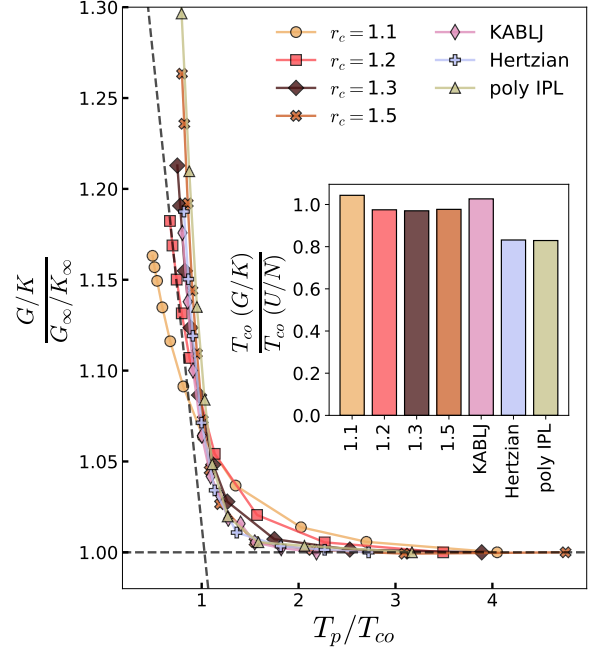 1.30
1.25
1.20
1.15
1.10
1.05
1.00
G/K
G∞/K∞
r_c = 1.1
r_c = 1.2
r_c = 1.3
r_c = 1.5
KABLJ
Hertzian
poly IPL
T_co (G/K)
T_co (U/N)
1.0
0.8
0.6
0.4
0.2
0.0
1.1
1.2
1.3
1.5
KABLJ
Hertzian
poly IPL
1
2
3
4
T_p/T_co